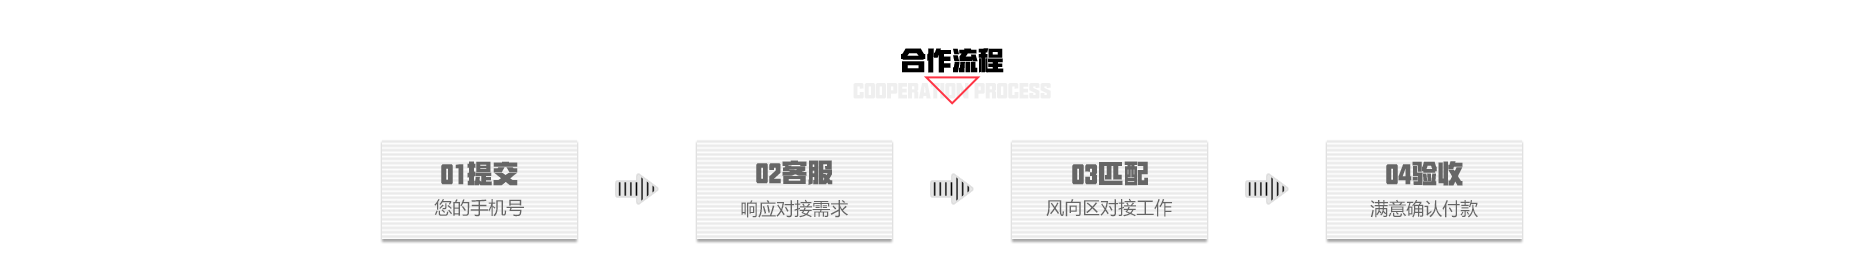 合作流程
COOPERATION PROCESS
01提交
您的手机号
02客服
响应对接需求
03匹配
风向区对接工作
04验收
满意确认付款